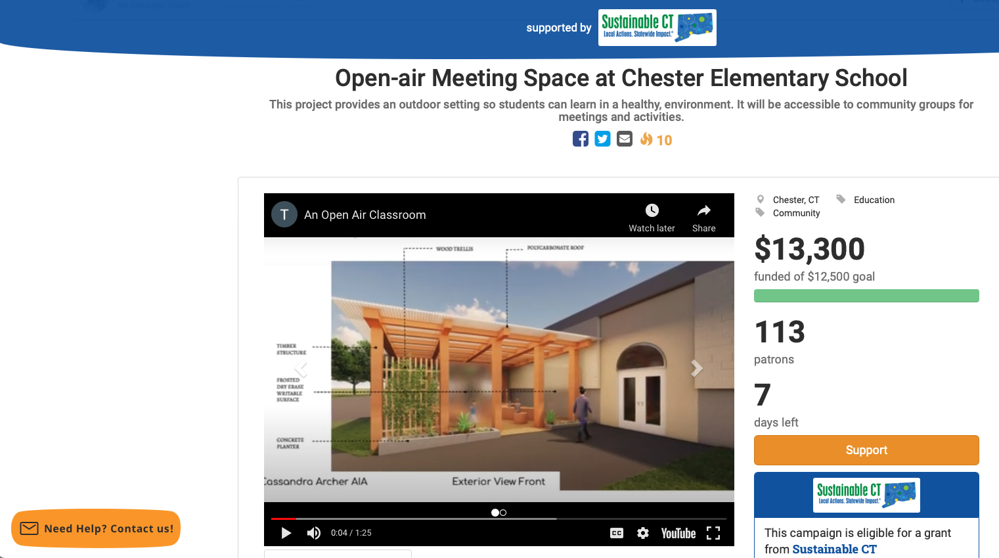 supported by
Sustainable CT
Local Actions. Statewide Impact.®
Open-air Meeting Space at Chester Elementary School
This project provides an outdoor setting so students can learn in a healthy, environment. It will be accessible to community groups for
meetings and activities.
10
T An Open Air Classroom
Watch later Share
WOOD TRELLIS
POLYCARBONATE ROOF
TIMBER
STRUCTURE
FROSTED
DRY ERASE
WRITABLE
SURFACE
CONCRETE
PLANTER
Cassandra Archer AIA
Exterior View Front
0:04 / 1:25
CC
YouTube
Chester, CT Education
Community
$13,300
funded of $12,500 goal
113
patrons
7
days left
Support
Sustainable CT
Local Actions. Statewide Impact.®
This campaign is eligible for a grant
from Sustainable CT
Need Help? Contact us!